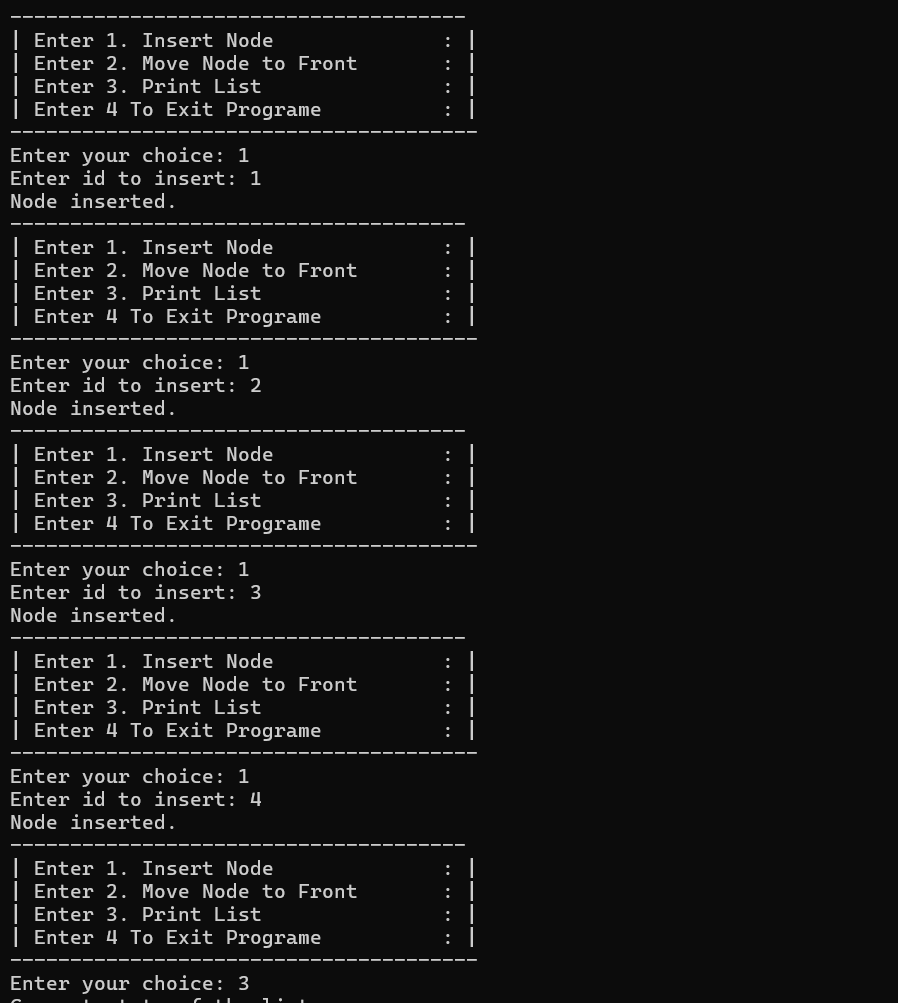 --------------------------------------
| Enter 1. Insert Node              : |
| Enter 2. Move Node to Front       : |
| Enter 3. Print List               : |
| Enter 4 To Exit Programe          : |
---------------------------------------
Enter your choice: 1
Enter id to insert: 1
Node inserted.
--------------------------------------
| Enter 1. Insert Node              : |
| Enter 2. Move Node to Front       : |
| Enter 3. Print List               : |
| Enter 4 To Exit Programe          : |
---------------------------------------
Enter your choice: 1
Enter id to insert: 2
Node inserted.
--------------------------------------
| Enter 1. Insert Node              : |
| Enter 2. Move Node to Front       : |
| Enter 3. Print List               : |
| Enter 4 To Exit Programe          : |
---------------------------------------
Enter your choice: 1
Enter id to insert: 3
Node inserted.
--------------------------------------
| Enter 1. Insert Node              : |
| Enter 2. Move Node to Front       : |
| Enter 3. Print List               : |
| Enter 4 To Exit Programe          : |
---------------------------------------
Enter your choice: 1
Enter id to insert: 4
Node inserted.
--------------------------------------
| Enter 1. Insert Node              : |
| Enter 2. Move Node to Front       : |
| Enter 3. Print List               : |
| Enter 4 To Exit Programe          : |
---------------------------------------
Enter your choice: 3